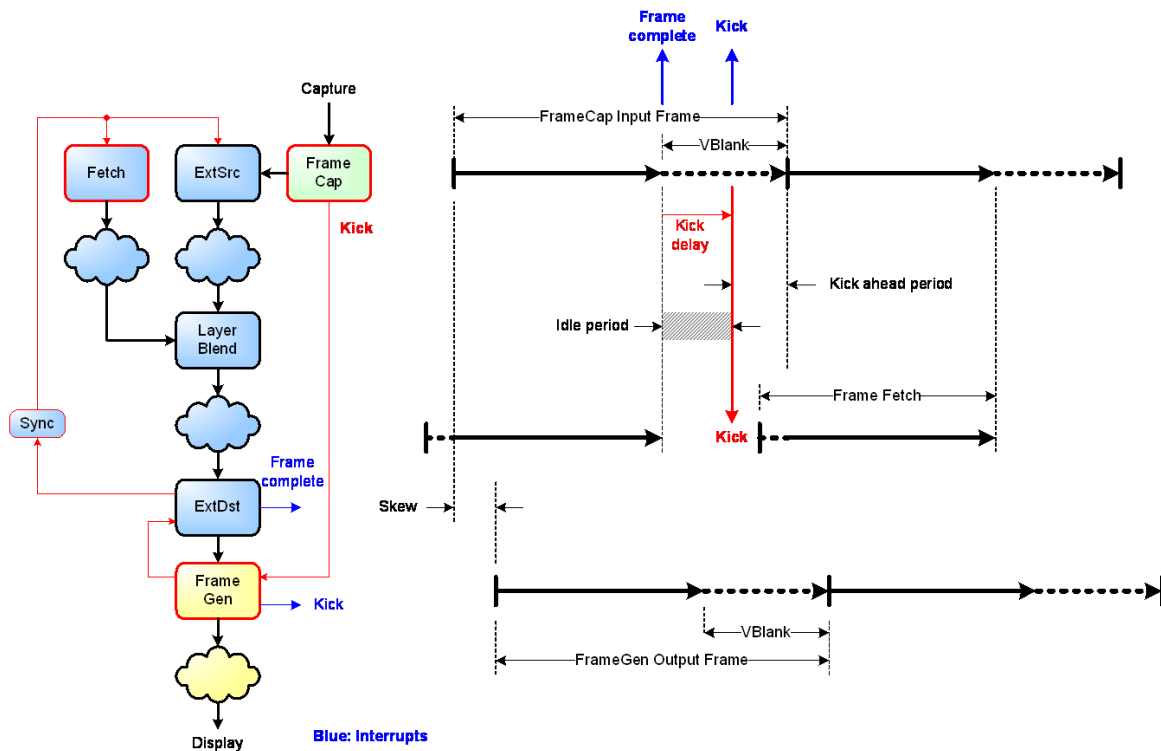 Capture
Fetch
ExtSrc
Frame
Cap
Kick
Layer
Blend
Sync
Frame
complete
ExtDst
Frame
Gen
Kick
Display
Blue: Interrupts
Frame
complete
Kick
FrameCap Input Frame
VBlank
Kick
delay
Kick ahead period
Idle period
Frame Fetch
Kick
Skew
VBlank
FrameGen Output Frame